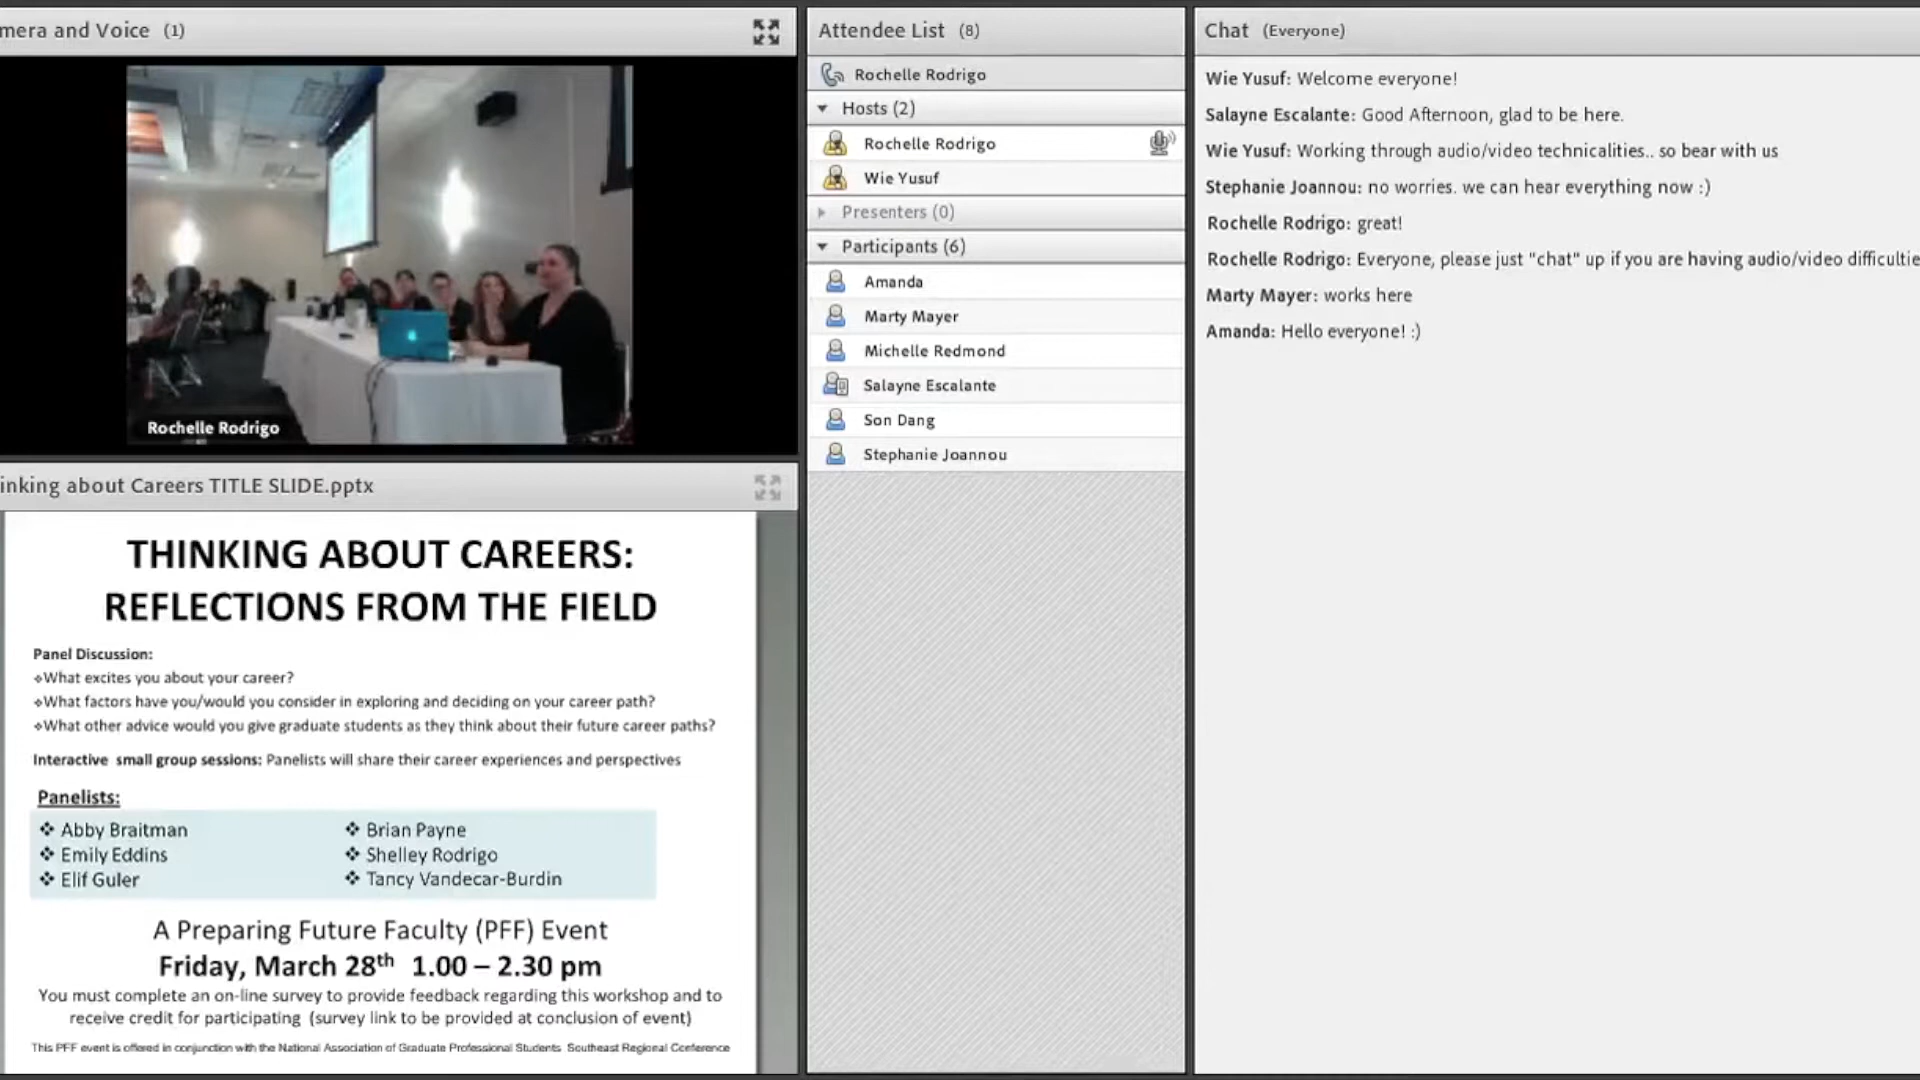 mera and Voice (1)
Rochelle Rodrigo
inking about Careers TITLE SLIDE.pptx
THINKING ABOUT CAREERS:
REFLECTIONS FROM THE FIELD
Panel Discussion:
❖What excites you about your career?
❖What factors have you/would you consider in exploring and deciding on your career path?
❖What other advice would you give graduate students as they think about their future career paths?
Interactive small group sessions: Panelists will share their career experiences and perspectives
Panelists:
❖ Abby Braitman
❖ Emily Eddins
❖ Elif Guler
❖ Brian Payne
❖ Shelley Rodrigo
❖ Tancy Vandecar-Burdin
A Preparing Future Faculty (PFF) Event
Friday, March 28th 1.00 – 2.30 pm
You must complete an on-line survey to provide feedback regarding this workshop and to
receive credit for participating (survey link to be provided at conclusion of event)
This PFF event is offered in conjunction with the National Association of Graduate Professional Students Southeast Regional Conference
Attendee List (8)
Rochelle Rodrigo
Hosts (2)
Rochelle Rodrigo
Wie Yusuf
Presenters (0)
Participants (6)
Amanda
Marty Mayer
Michelle Redmond
Salayne Escalante
Son Dang
Stephanie Joannou
Chat (Everyone)
Wie Yusuf: Welcome everyone!
Salayne Escalante: Good Afternoon, glad to be here.
Wie Yusuf: Working through audio/video technicalities.. so bear with us
Stephanie Joannou: no worries. we can hear everything now :)
Rochelle Rodrigo: great!
Rochelle Rodrigo: Everyone, please just "chat" up if you are having audio/video difficultie
Marty Mayer: works here
Amanda: Hello everyone! :)